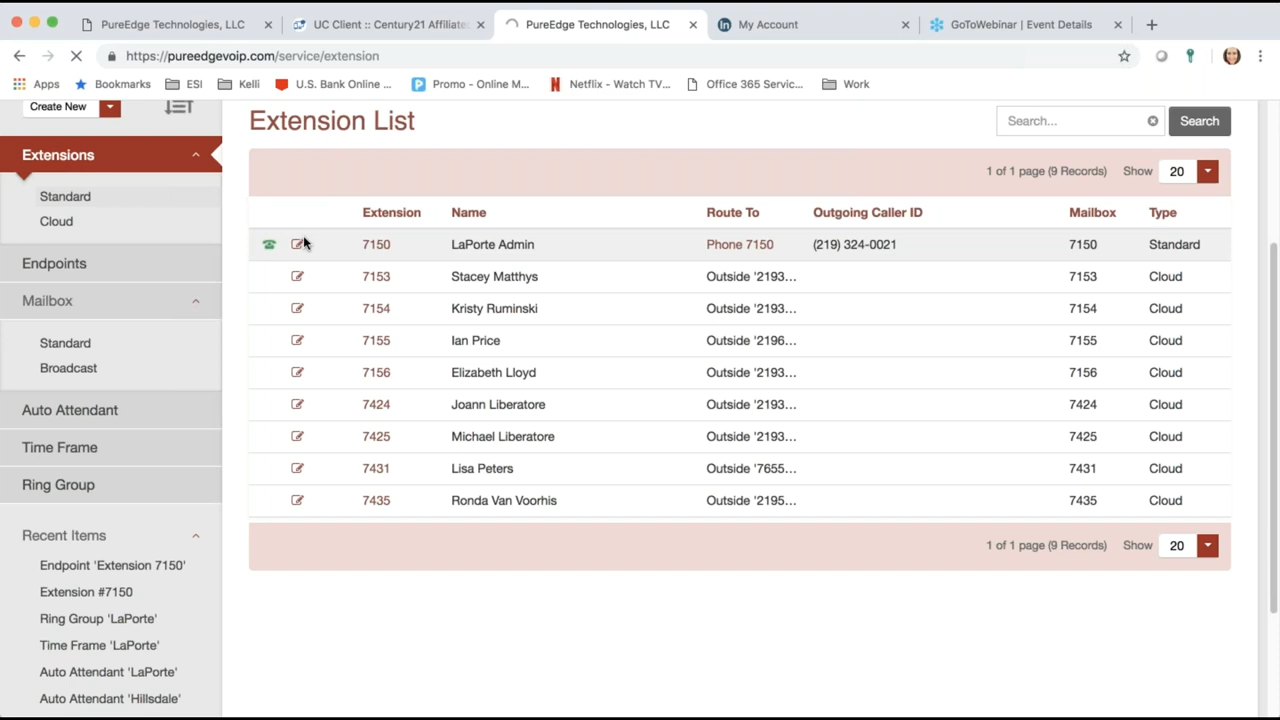 PureEdge Technologies, LLC
UC Client :: Century21 Affiliate
PureEdge Technologies, LLC
My Account
GoToWebinar | Event Details
https://pureedgevoip.com/service/extension
Apps
Bookmarks
ESI
Kelli
U.S. Bank Online ...
Promo - Online M...
Netflix - Watch TV...
Office 365 Servic...
Work
Create New
Extensions
Standard
Cloud
Endpoints
Mailbox
Standard
Broadcast
Auto Attendant
Time Frame
Ring Group
Recent Items
Endpoint 'Extension 7150'
Extension #7150
Ring Group 'LaPorte'
Time Frame 'LaPorte'
Auto Attendant 'LaPorte'
Auto Attendant 'Hillsdale'
Extension List
Search...
Search
1 of 1 page (9 Records) Show 20
Extension Name Route To Outgoing Caller ID Mailbox Type
7150 LaPorte Admin Phone 7150 (219) 324-0021 7150 Standard
7153 Stacey Matthys Outside '2193... 7153 Cloud
7154 Kristy Ruminski Outside '2193... 7154 Cloud
7155 Ian Price Outside '2196... 7155 Cloud
7156 Elizabeth Lloyd Outside '2193... 7156 Cloud
7424 Joann Liberatore Outside '2193... 7424 Cloud
7425 Michael Liberatore Outside '2193... 7425 Cloud
7431 Lisa Peters Outside '7655... 7431 Cloud
7435 Ronda Van Voorhis Outside '2195... 7435 Cloud
1 of 1 page (9 Records) Show 20